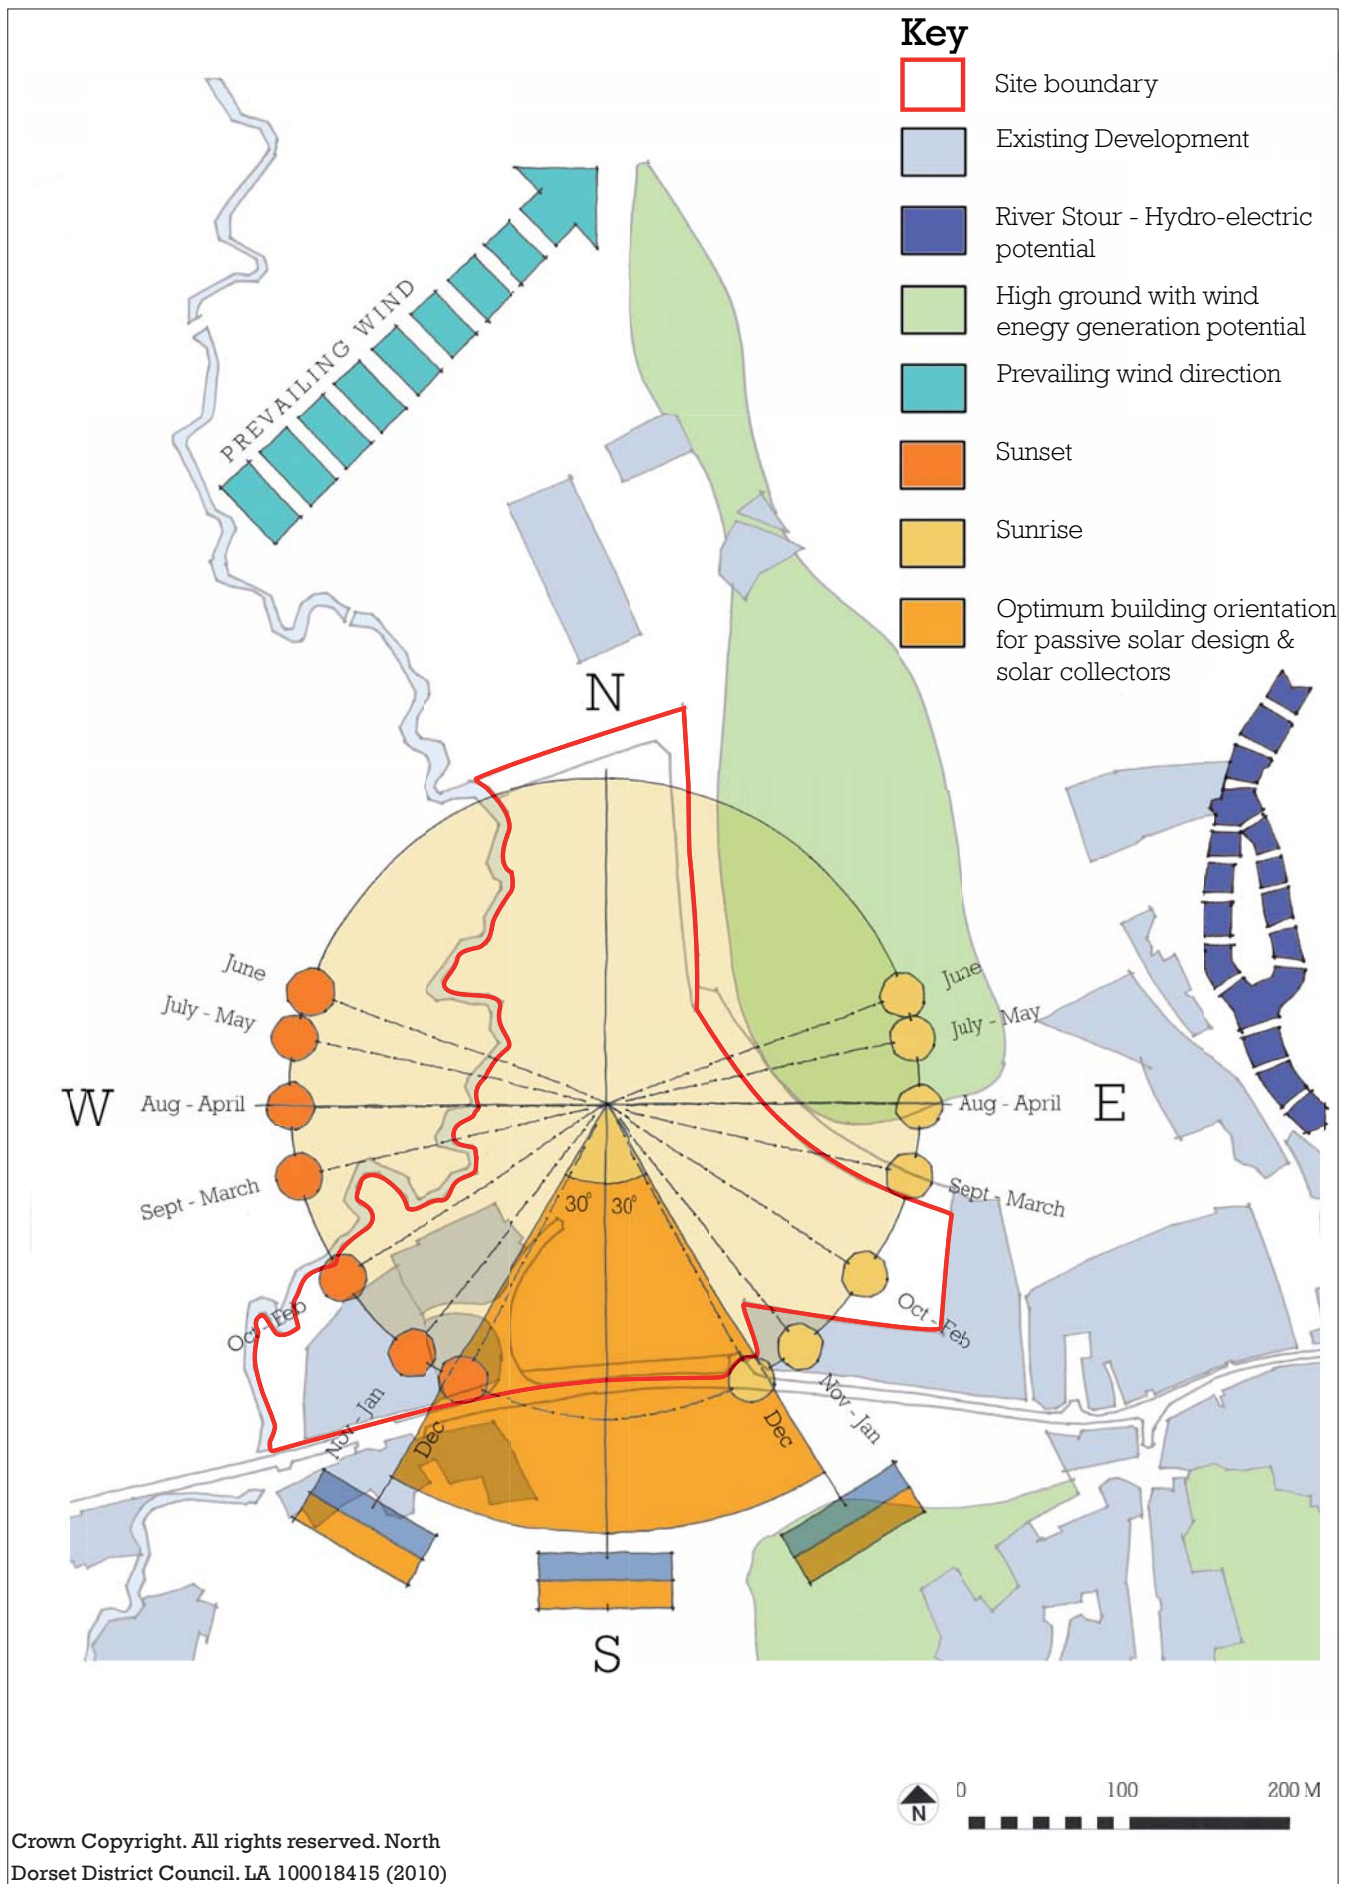 Key
Site boundary
Existing Development
River Stour - Hydro-electric
potential
High ground with wind
enegy generation potential
Prevailing wind direction
Sunset
Sunrise
Optimum building orientation
for passive solar design &
solar collectors
PREVAILING WIND
N
June
July - May
W
Aug - April
Sept - March
Oct - Feb
Nov - Jan
Dec
June
July - May
Aug - April
E
Sept - March
Oct - Feb
Nov - Jan
Dec
30° 30°
S
N
0 100 200 M
Crown Copyright. All rights reserved. North
Dorset District Council. LA 100018415 (2010)